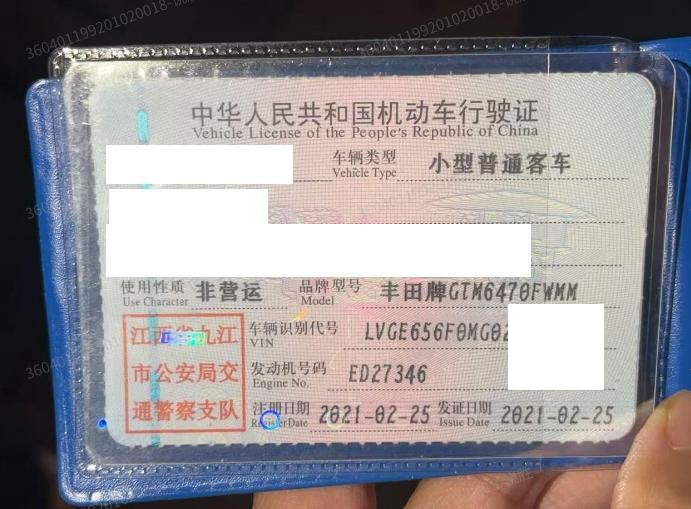 中华人民共和国机动车行驶证
Vehicle License of the People's Republic of China
车辆类型 小型普通客车
Vehicle Type
使用性质 非营运 品牌型号 丰田牌GTM6470FWMM
Use Character Model
江西省九江
市公安局交
通警察支队
车辆识别代号 LVGE656F0MG02
VIN
发动机号码 ED27346
Engine No.
注册日期 2021-02-25 发证日期 2021-02-25
Register Date Issue Date